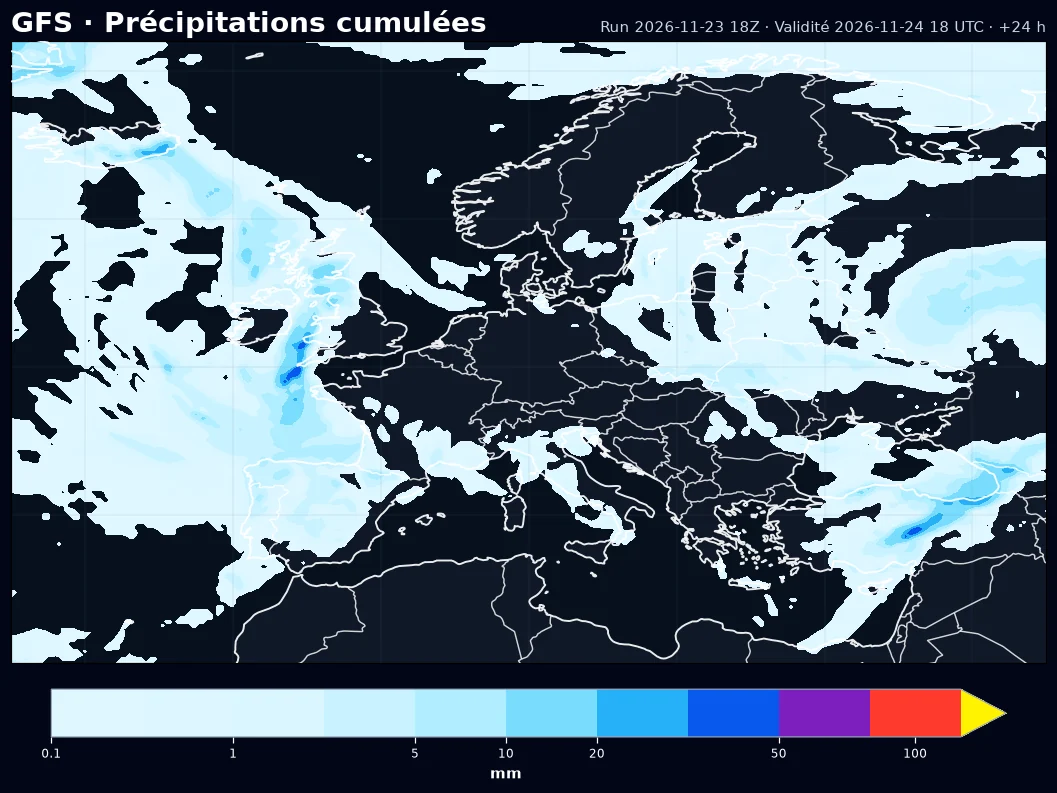 GFS · Précipitations cumulées
Run 2026-11-23 18Z · Validité 2026-11-24 18 UTC · +24 h
0.1 1 5 10 20 50 100
mm